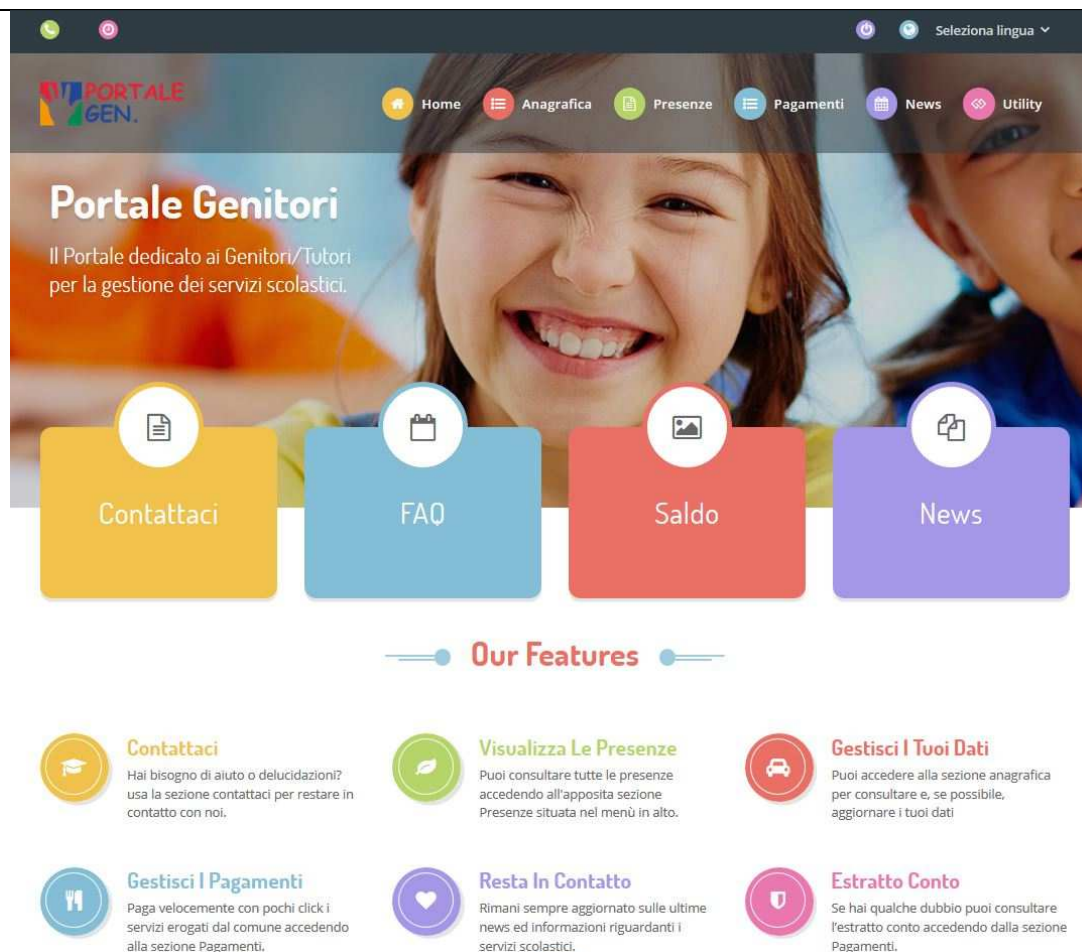 Seleziona lingua
PORTALE
GEN.
Home Anagrafica Presenze Pagamenti News Utility
Portale Genitori
Il Portale dedicato ai Genitori/Tutori
per la gestione dei servizi scolastici.
Contattaci FAQ Saldo News
Our Features
Contattaci
Hai bisogno di aiuto o delucidazioni?
usa la sezione contattaci per restare in
contatto con noi.
Visualizza Le Presenze
Puoi consultare tutte le presenze
accedendo all'apposita sezione
Presenze situata nel menù in alto.
Gestisci I Tuoi Dati
Puoi accedere alla sezione anagrafica
per consultare e, se possibile,
aggiornare i tuoi dati
Gestisci I Pagamenti
Paga velocemente con pochi click i
servizi erogati dal comune accedendo
alla sezione Pagamenti.
Resta In Contatto
Rimani sempre aggiornato sulle ultime
news ed informazioni riguardanti i
servizi scolastici.
Estratto Conto
Se hai qualche dubbio puoi consultare
l'estratto conto accedendo dalla sezione
Pagamenti.